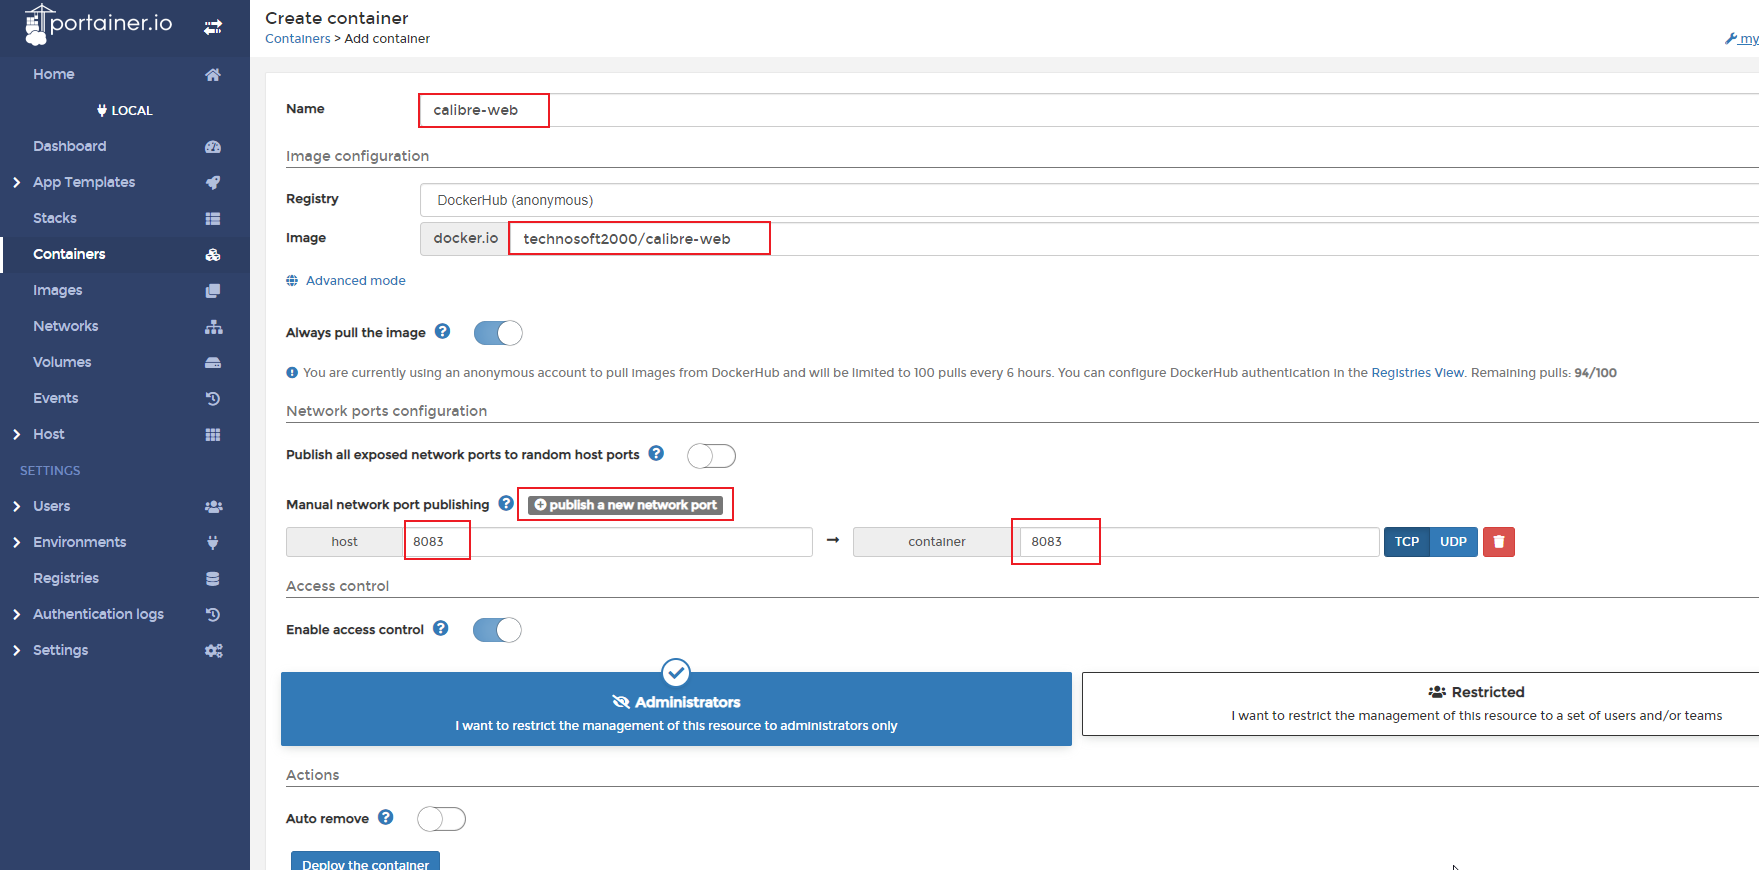 portainer.io
Home
LOCAL
Dashboard
App Templates
Stacks
Containers
Images
Networks
Volumes
Events
Host
SETTINGS
Users
Environments
Registries
Authentication logs
Settings
Create container
Containers > Add container
my
Name calibre-web
Image configuration
Registry DockerHub (anonymous)
Image docker.io technosoft2000/calibre-web
Advanced mode
Always pull the image
You are currently using an anonymous account to pull images from DockerHub and will be limited to 100 pulls every 6 hours. You can configure DockerHub authentication in the Registries View. Remaining pulls: 94/100
Network ports configuration
Publish all exposed network ports to random host ports
Manual network port publishing publish a new network port
host 8083 → container 8083 TCP UDP
Access control
Enable access control
Administrators
I want to restrict the management of this resource to administrators only
Restricted
I want to restrict the management of this resource to a set of users and/or teams
Actions
Auto remove
Deploy the container